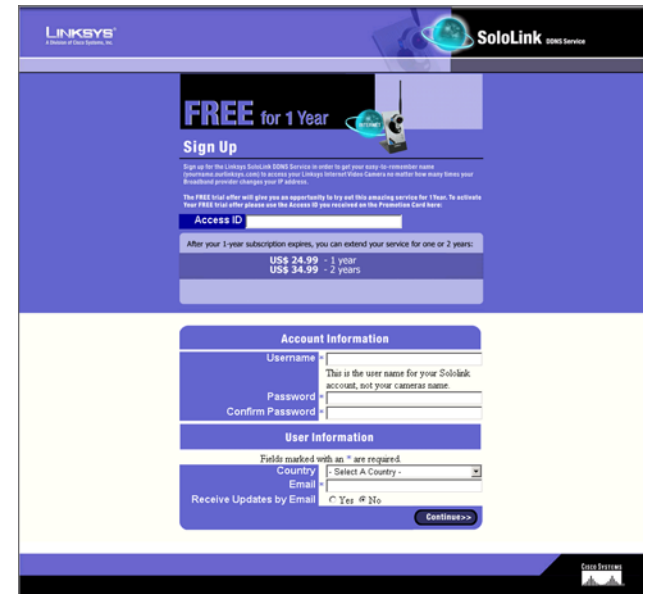 LINKSYS®
A Division of Cisco Systems, Inc.
SoloLink DDNS Service
FREE for 1 Year
INTERNET
Sign Up
Sign up for the Linksys SoloLink DDNS Service in order to get your easy-to-remember name
(yourname.ourlinksys.com) to access your Linksys Internet Video Camera no matter how many times your
Broadband provider changes your IP address.
The FREE trial offer will give you an opportunity to try out this amazing service for 1 Year. To activate
Your FREE trial offer please use the Access ID you received on the Promotion Card here:
Access ID
After your 1-year subscription expires, you can extend your service for one or 2 years:
US$ 24.99 - 1 year
US$ 34.99 - 2 years
Account Information
Username *
This is the user name for your Sololink
account, not your cameras name.
Password *
Confirm Password *
User Information
Fields marked with an * are required.
Country - Select A Country -
Email *
Receive Updates by Email Yes No
Continue>>
CISCO SYSTEMS